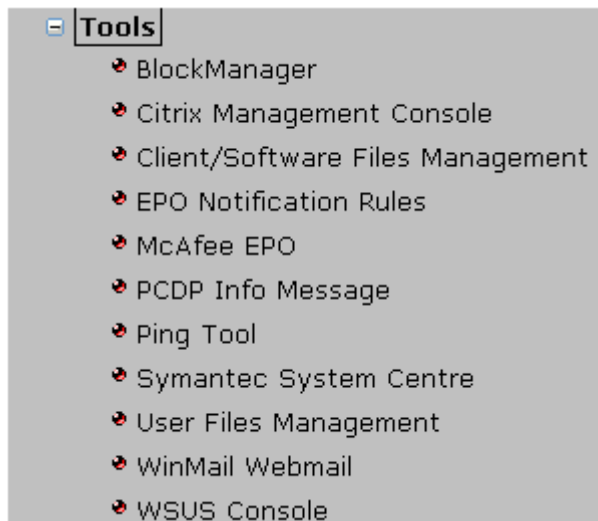 Tools
BlockManager
Citrix Management Console
Client/Software Files Management
EPO Notification Rules
McAfee EPO
PCDP Info Message
Ping Tool
Symantec System Centre
User Files Management
WinMail Webmail
WSUS Console